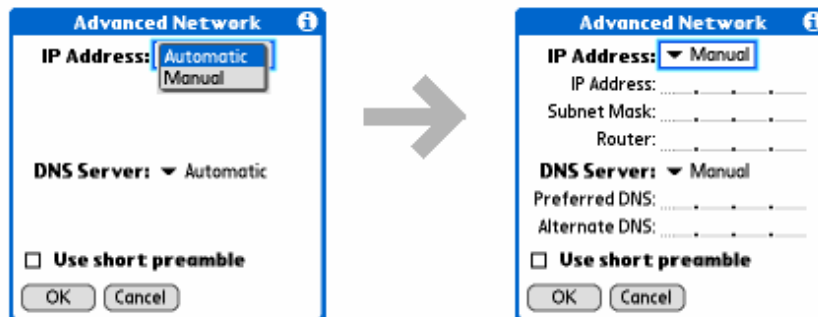 Advanced Network
IP Address: Automatic
Manual
DNS Server: Automatic
Use short preamble
OK Cancel
Advanced Network
IP Address: Manual
IP Address:
Subnet Mask:
Router:
DNS Server: Manual
Preferred DNS:
Alternate DNS:
Use short preamble
OK Cancel